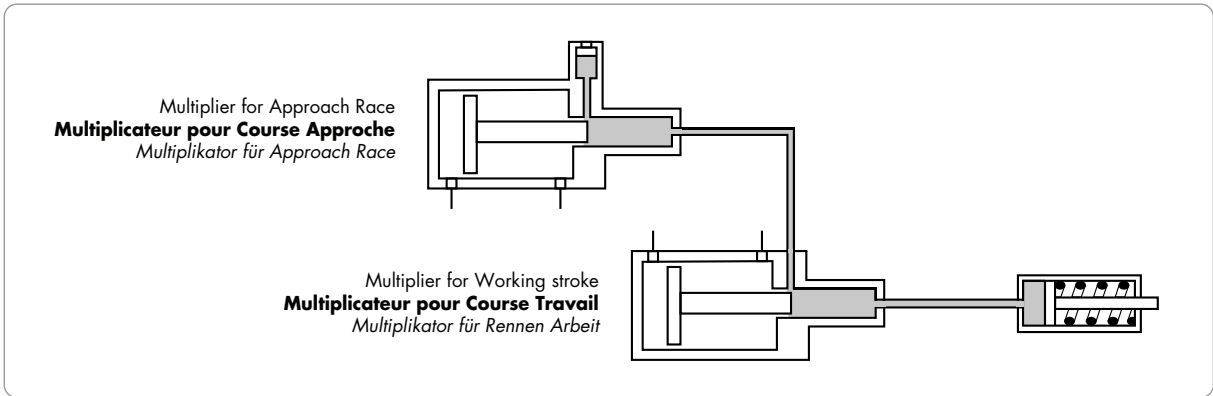 Multiplier for Approach Race
Multiplicateur pour Course Approche
Multiplikator für Approach Race
Multiplier for Working stroke
Multiplicateur pour Course Travail
Multiplikator für Rennen Arbeit